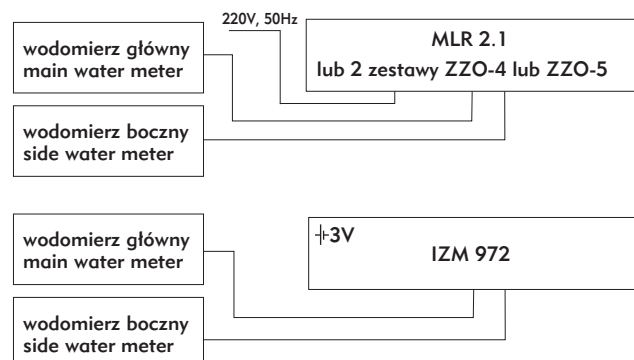 220V, 50Hz
wodomierz główny
main water meter
MLR 2.1
lub 2 zestawy ZZO-4 lub ZZO-5
wodomierz boczny
side water meter
wodomierz główny
main water meter
3V
IZM 972
wodomierz boczny
side water meter